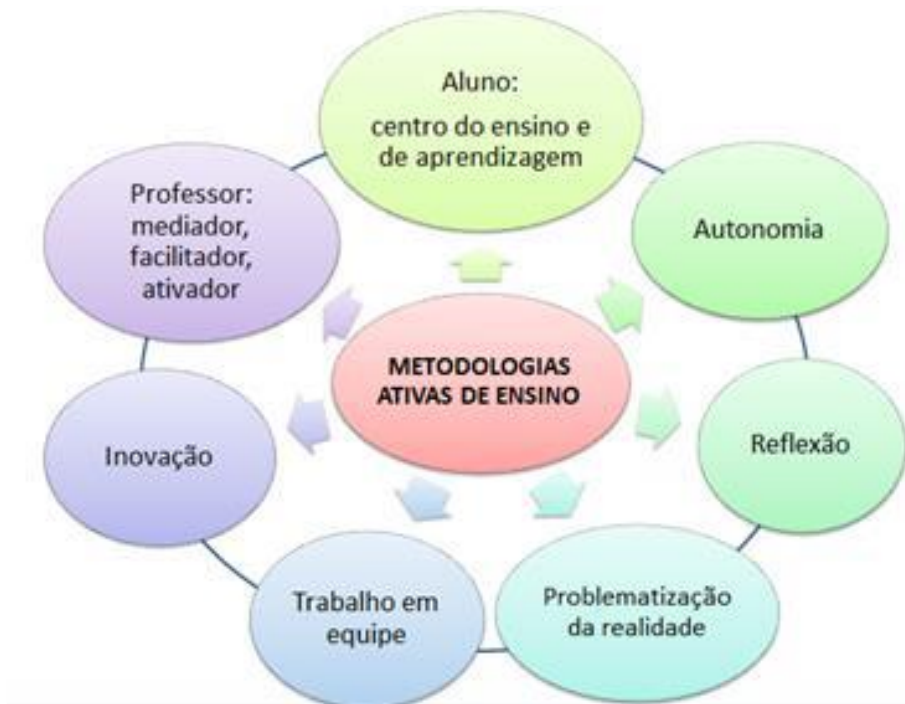 Aluno:
centro do ensino e
de aprendizagem
Autonomia
Reflexão
Problematização
da realidade
Trabalho em
equipe
Inovação
Professor:
mediador,
facilitador,
ativador
METODOLOGIAS
ATIVAS DE ENSINO